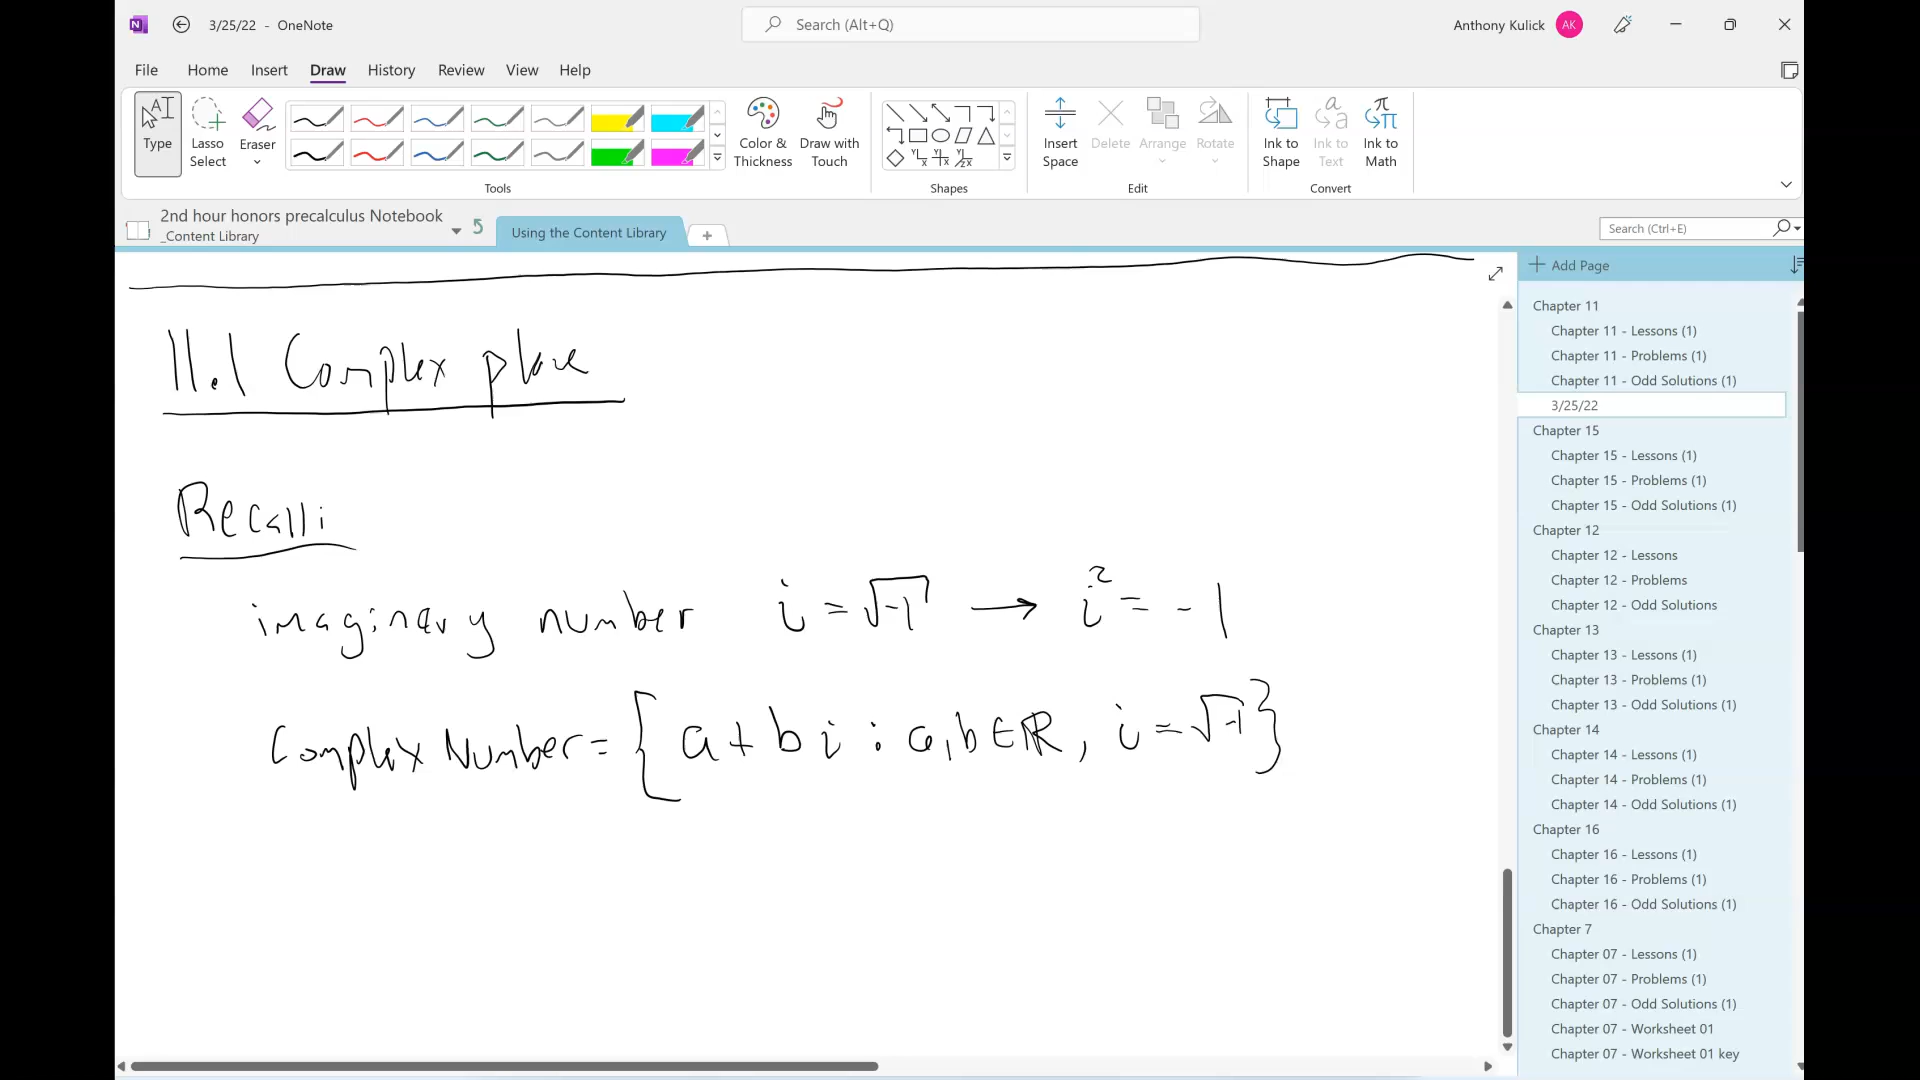 3/25/22 - OneNote
Search (Alt+Q)
Anthony Kulick AK
File Home Insert Draw History Review View Help
Type
Lasso Select
Eraser
Color & Thickness
Draw with Touch
Insert Space
Delete
Arrange
Rotate
Ink to Shape
Ink to Text
Ink to Math
Tools
Shapes
Edit
Convert
2nd hour honors precalculus Notebook
_Content Library
Using the Content Library
Search (Ctrl+E)
11.1 Complex plane
Recall:
imaginary number i = √-1 → i² = -1
Complex Number = { a + bi : a,b ∈ ℝ, i = √-1 }
Add Page
Chapter 11
Chapter 11 - Lessons (1)
Chapter 11 - Problems (1)
Chapter 11 - Odd Solutions (1)
3/25/22
Chapter 15
Chapter 15 - Lessons (1)
Chapter 15 - Problems (1)
Chapter 15 - Odd Solutions (1)
Chapter 12
Chapter 12 - Lessons
Chapter 12 - Problems
Chapter 12 - Odd Solutions
Chapter 13
Chapter 13 - Lessons (1)
Chapter 13 - Problems (1)
Chapter 13 - Odd Solutions (1)
Chapter 14
Chapter 14 - Lessons (1)
Chapter 14 - Problems (1)
Chapter 14 - Odd Solutions (1)
Chapter 16
Chapter 16 - Lessons (1)
Chapter 16 - Problems (1)
Chapter 16 - Odd Solutions (1)
Chapter 7
Chapter 07 - Lessons (1)
Chapter 07 - Problems (1)
Chapter 07 - Odd Solutions (1)
Chapter 07 - Worksheet 01
Chapter 07 - Worksheet 01 key